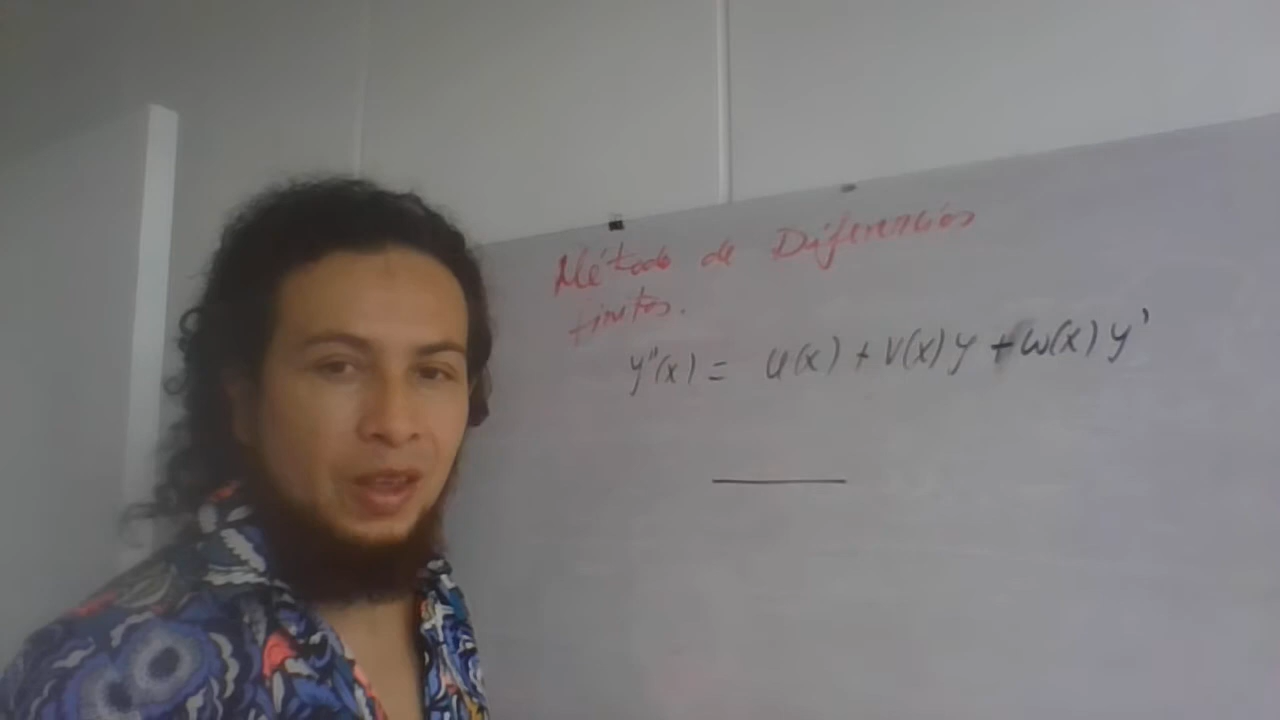 Método de Diferencias
finitas.
y''(x) = u(x) + v(x)y + w(x)y'